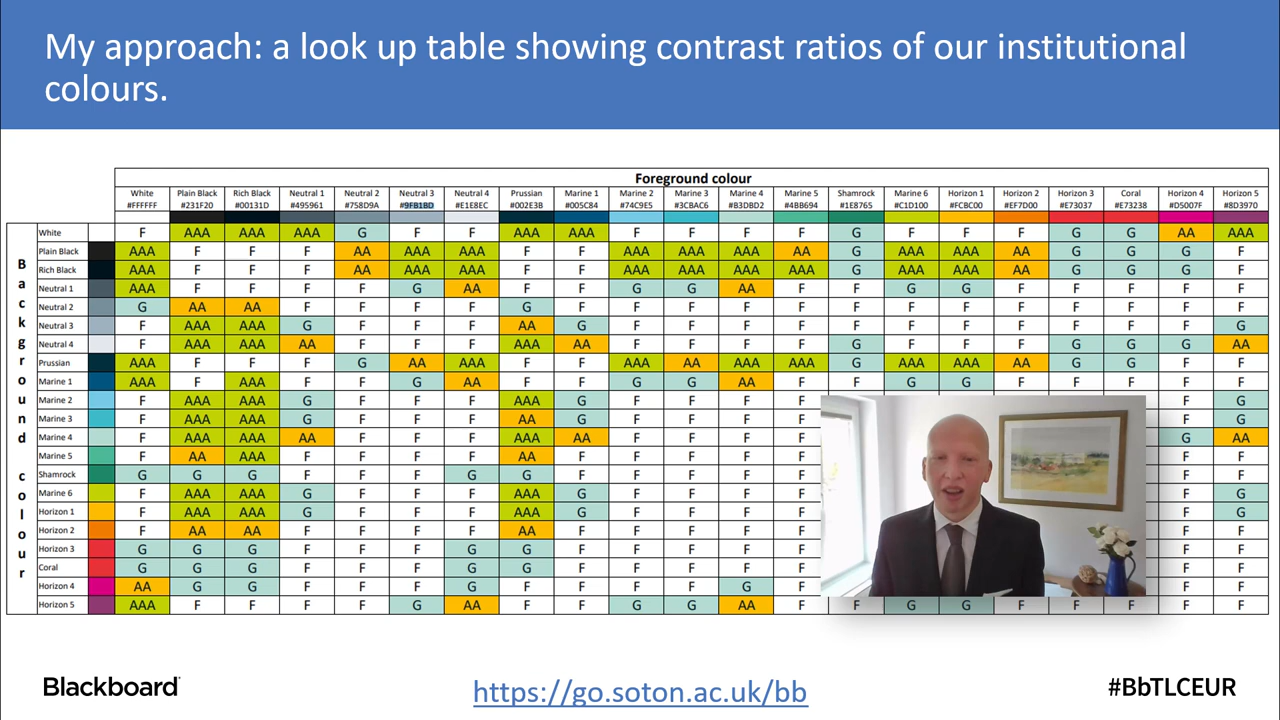 My approach: a look up table showing contrast ratios of our institutional
colours.
Foreground colour
White Plain Black Rich Black Neutral 1 Neutral 2 Neutral 3 Neutral 4 Prussian Marine 1 Marine 2 Marine 3 Marine 4 Marine 5 Shamrock Marine 6 Horizon 1 Horizon 2 Horizon 3 Coral Horizon 4 Horizon 5
#FFFFFF #231F20 #00131D #495961 #758D9A #9FB1BD #E1E8EC #002E3B #005C84 #74C9E5 #3CBAC6 #B3DBD2 #4BB694 #1E8765 #C1D100 #FCBC00 #EF7D00 #E73037 #E73238 #D5007F #8D3970
Background colour
White F AAA AAA AAA G F F AAA AAA F F F F G F F F G G AA AAA
Plain Black AAA F F F AA AAA AAA F F AAA AAA AAA AA G AAA AAA AA G G G F
Rich Black AAA F F F AA AAA AAA F F AAA AAA AAA AAA G AAA AAA AA G G G F
Neutral 1 AAA F F F F G AA F F G G AA F F G G F F F F F
Neutral 2 G AA AA F F F F G F F F F F F F F F F F F F
Neutral 3 F AAA AAA G F F F AA G F F F F F F F F F F F G
Neutral 4 F AAA AAA AA F F F AAA AA F F F F G F F F G G G AA
Prussian AAA F F F G AA AAA F F AAA AA AAA AAA G AAA AAA AA G G F F
Marine 1 AAA F AAA F F G AA F F G G AA F F G G F F F F F
Marine 2 F AAA AAA G F F F AAA G F F F F F G
Marine 3 F AAA AAA G F F F AA G F F F F F G
Marine 4 F AAA AAA AA F F F AAA AA F F F F G AA
Marine 5 F AA AAA F F F F AA F F F F F F F
Shamrock G G G F F F G G F F F F F F F
Marine 6 F AAA AAA G F F F AAA G F F F F F G
Horizon 1 F AAA AAA G F F F AAA G F F F F F G
Horizon 2 F AA AA F F F F AA F F F F F F F
Horizon 3 G G G F F F G G F F F F F F F
Coral G G G F F F G G F F F F F F F
Horizon 4 AA G G F F F G F F F F G F F F
Horizon 5 AAA F F F F G AA F F G G AA F F G G F F F F F
Blackboard
https://go.soton.ac.uk/bb
#BbTLCEUR